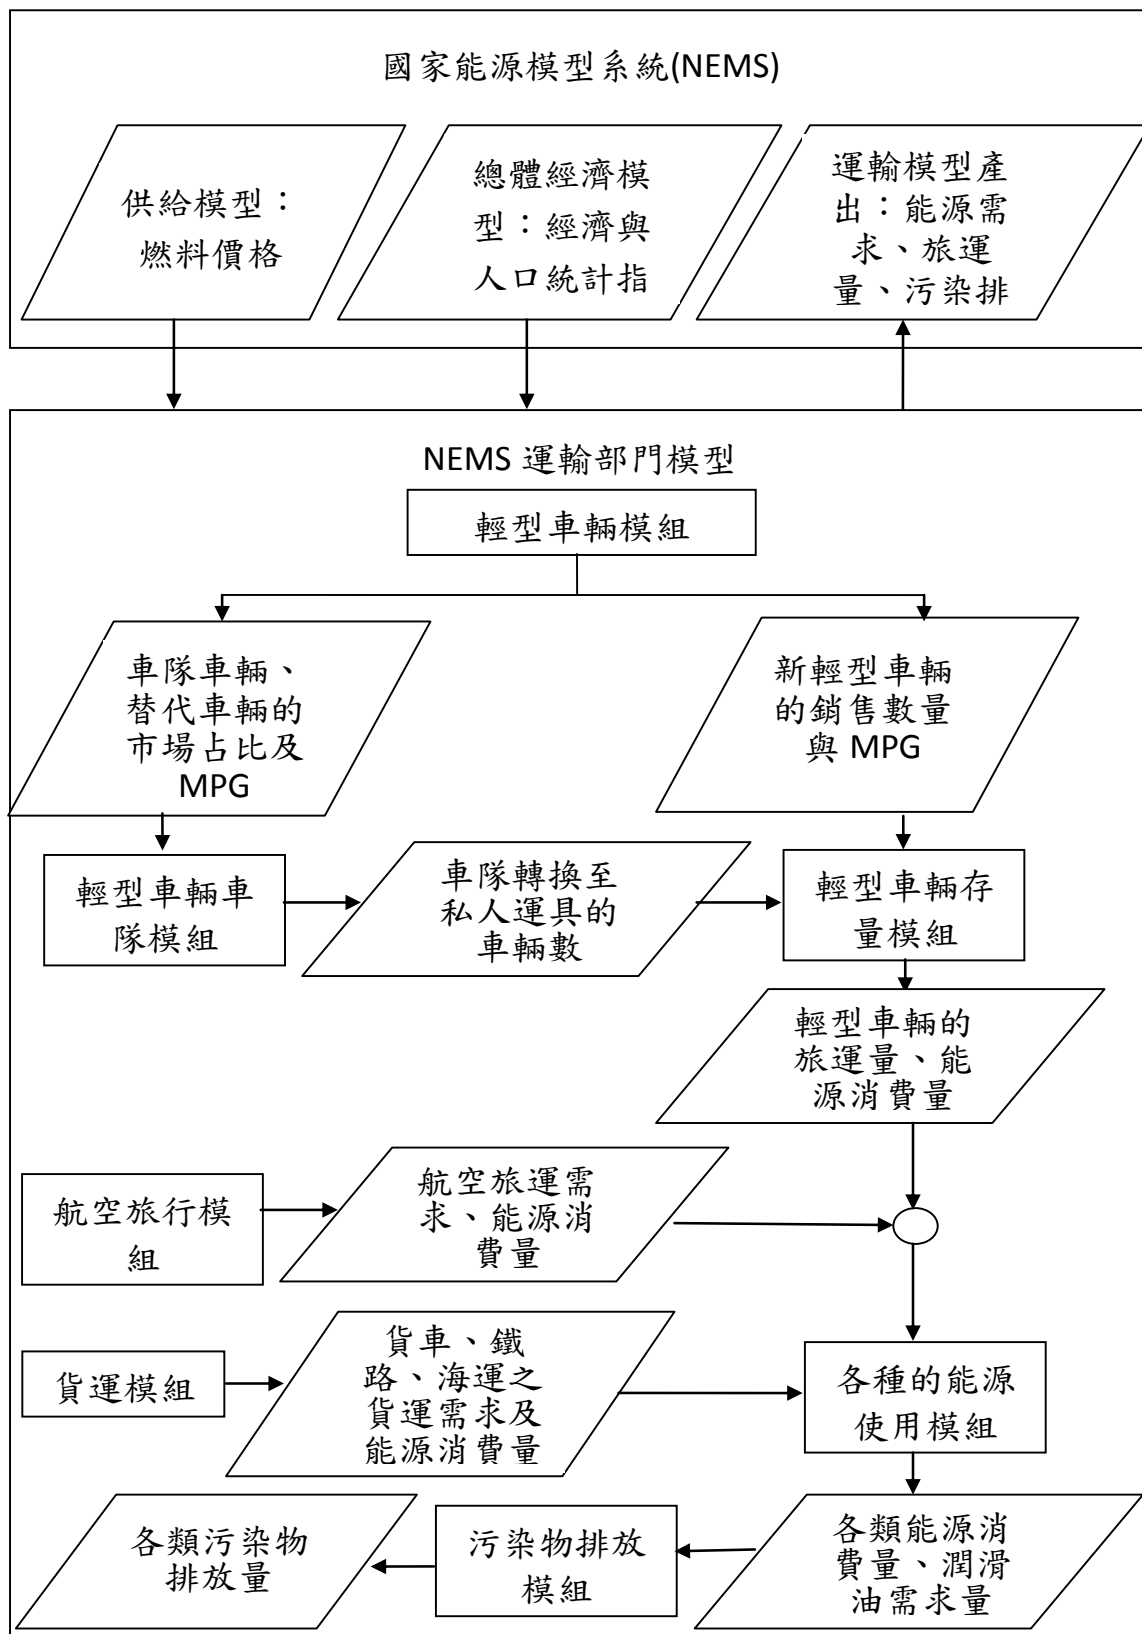 國家能源模型系統(NEMS)
供給模型：
燃料價格
總體經濟模
型：經濟與
人口統計指
運輸模型產
出：能源需
求、旅運
量、污染排
NEMS 運輸部門模型
輕型車輛模組
車隊車輛、
替代車輛的
市場占比及
MPG
新輕型車輛
的銷售數量
與 MPG
輕型車輛車
隊模組
車隊轉換至
私人運具的
車輛數
輕型車輛存
量模組
輕型車輛的
旅運量、能
源消費量
航空旅行模
組
航空旅運需
求、能源消
費量
貨運模組
貨車、鐵
路、海運之
貨運需求及
能源消費量
各種的能源
使用模組
各類污染物
排放量
污染物排放
模組
各類能源消
費量、潤滑
油需求量